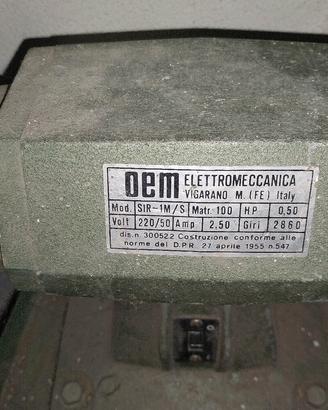 oem ELETTROMECCANICA
VIGARANO M. (FE) Italy
Mod. SIR-1M/S Matr. 100 HP 0,50
Volt 220/50 Amp 2,50 Giri 2860
dis.n. 300522 Costruzione conforme alle
norme del D.P.R. 27 aprile 1955 n.547